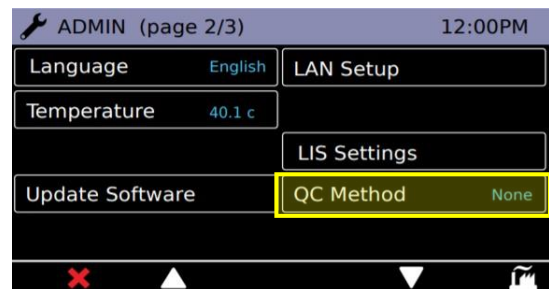 ADMIN (page 2/3) 12:00PM
Language English LAN Setup
Temperature 40.1 c
LIS Settings
Update Software QC Method None